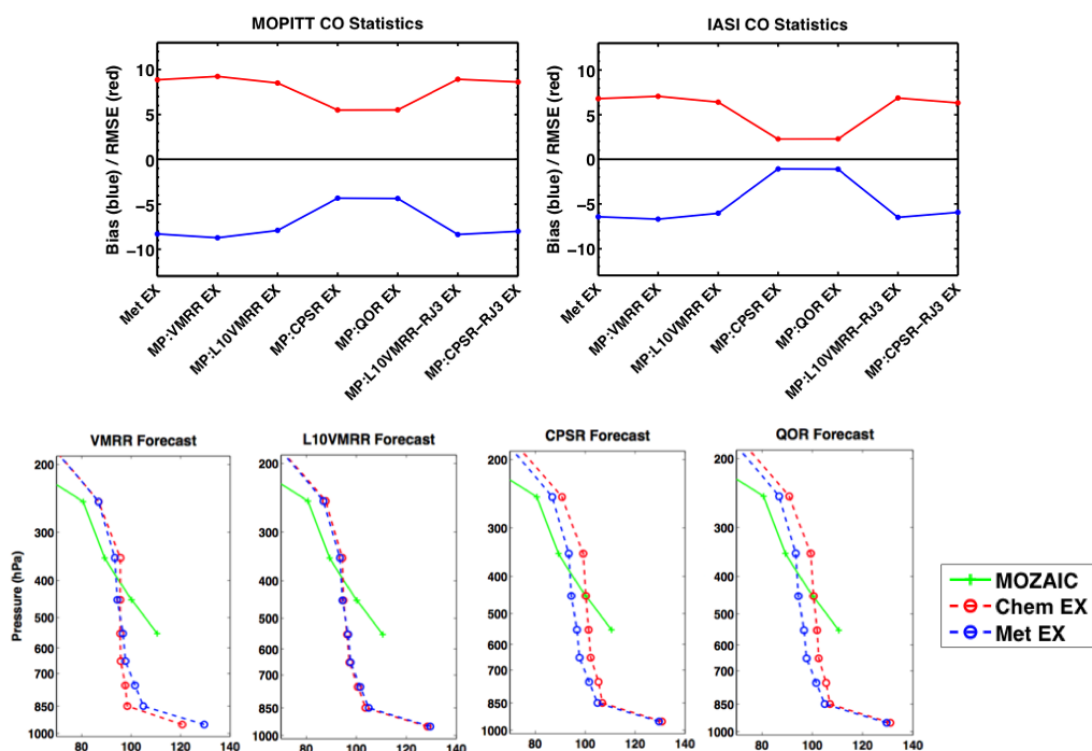 MOPITT CO Statistics
IASI CO Statistics
Bias (blue) / RMSE (red)
10
5
0
−5
−10
Met EX
MP:VMRR EX
MP:L10VMRR EX
MP:CPSR EX
MP:QOR EX
MP:L10VMRR−RJ3 EX
MP:CPSR−RJ3 EX
Bias (blue) / RMSE (red)
10
5
0
−5
−10
Met EX
MP:VMRR EX
MP:L10VMRR EX
MP:CPSR EX
MP:QOR EX
MP:L10VMRR−RJ3 EX
MP:CPSR−RJ3 EX
VMRR Forecast
L10VMRR Forecast
CPSR Forecast
QOR Forecast
Pressure (hPa)
200
300
400
500
600
700
850
1000
80 100 120 140
200
300
400
500
600
700
850
1000
80 100 120 140
200
300
400
500
600
700
850
1000
80 100 120 140
200
300
400
500
600
700
850
1000
80 100 120 140
MOZAIC
Chem EX
Met EX